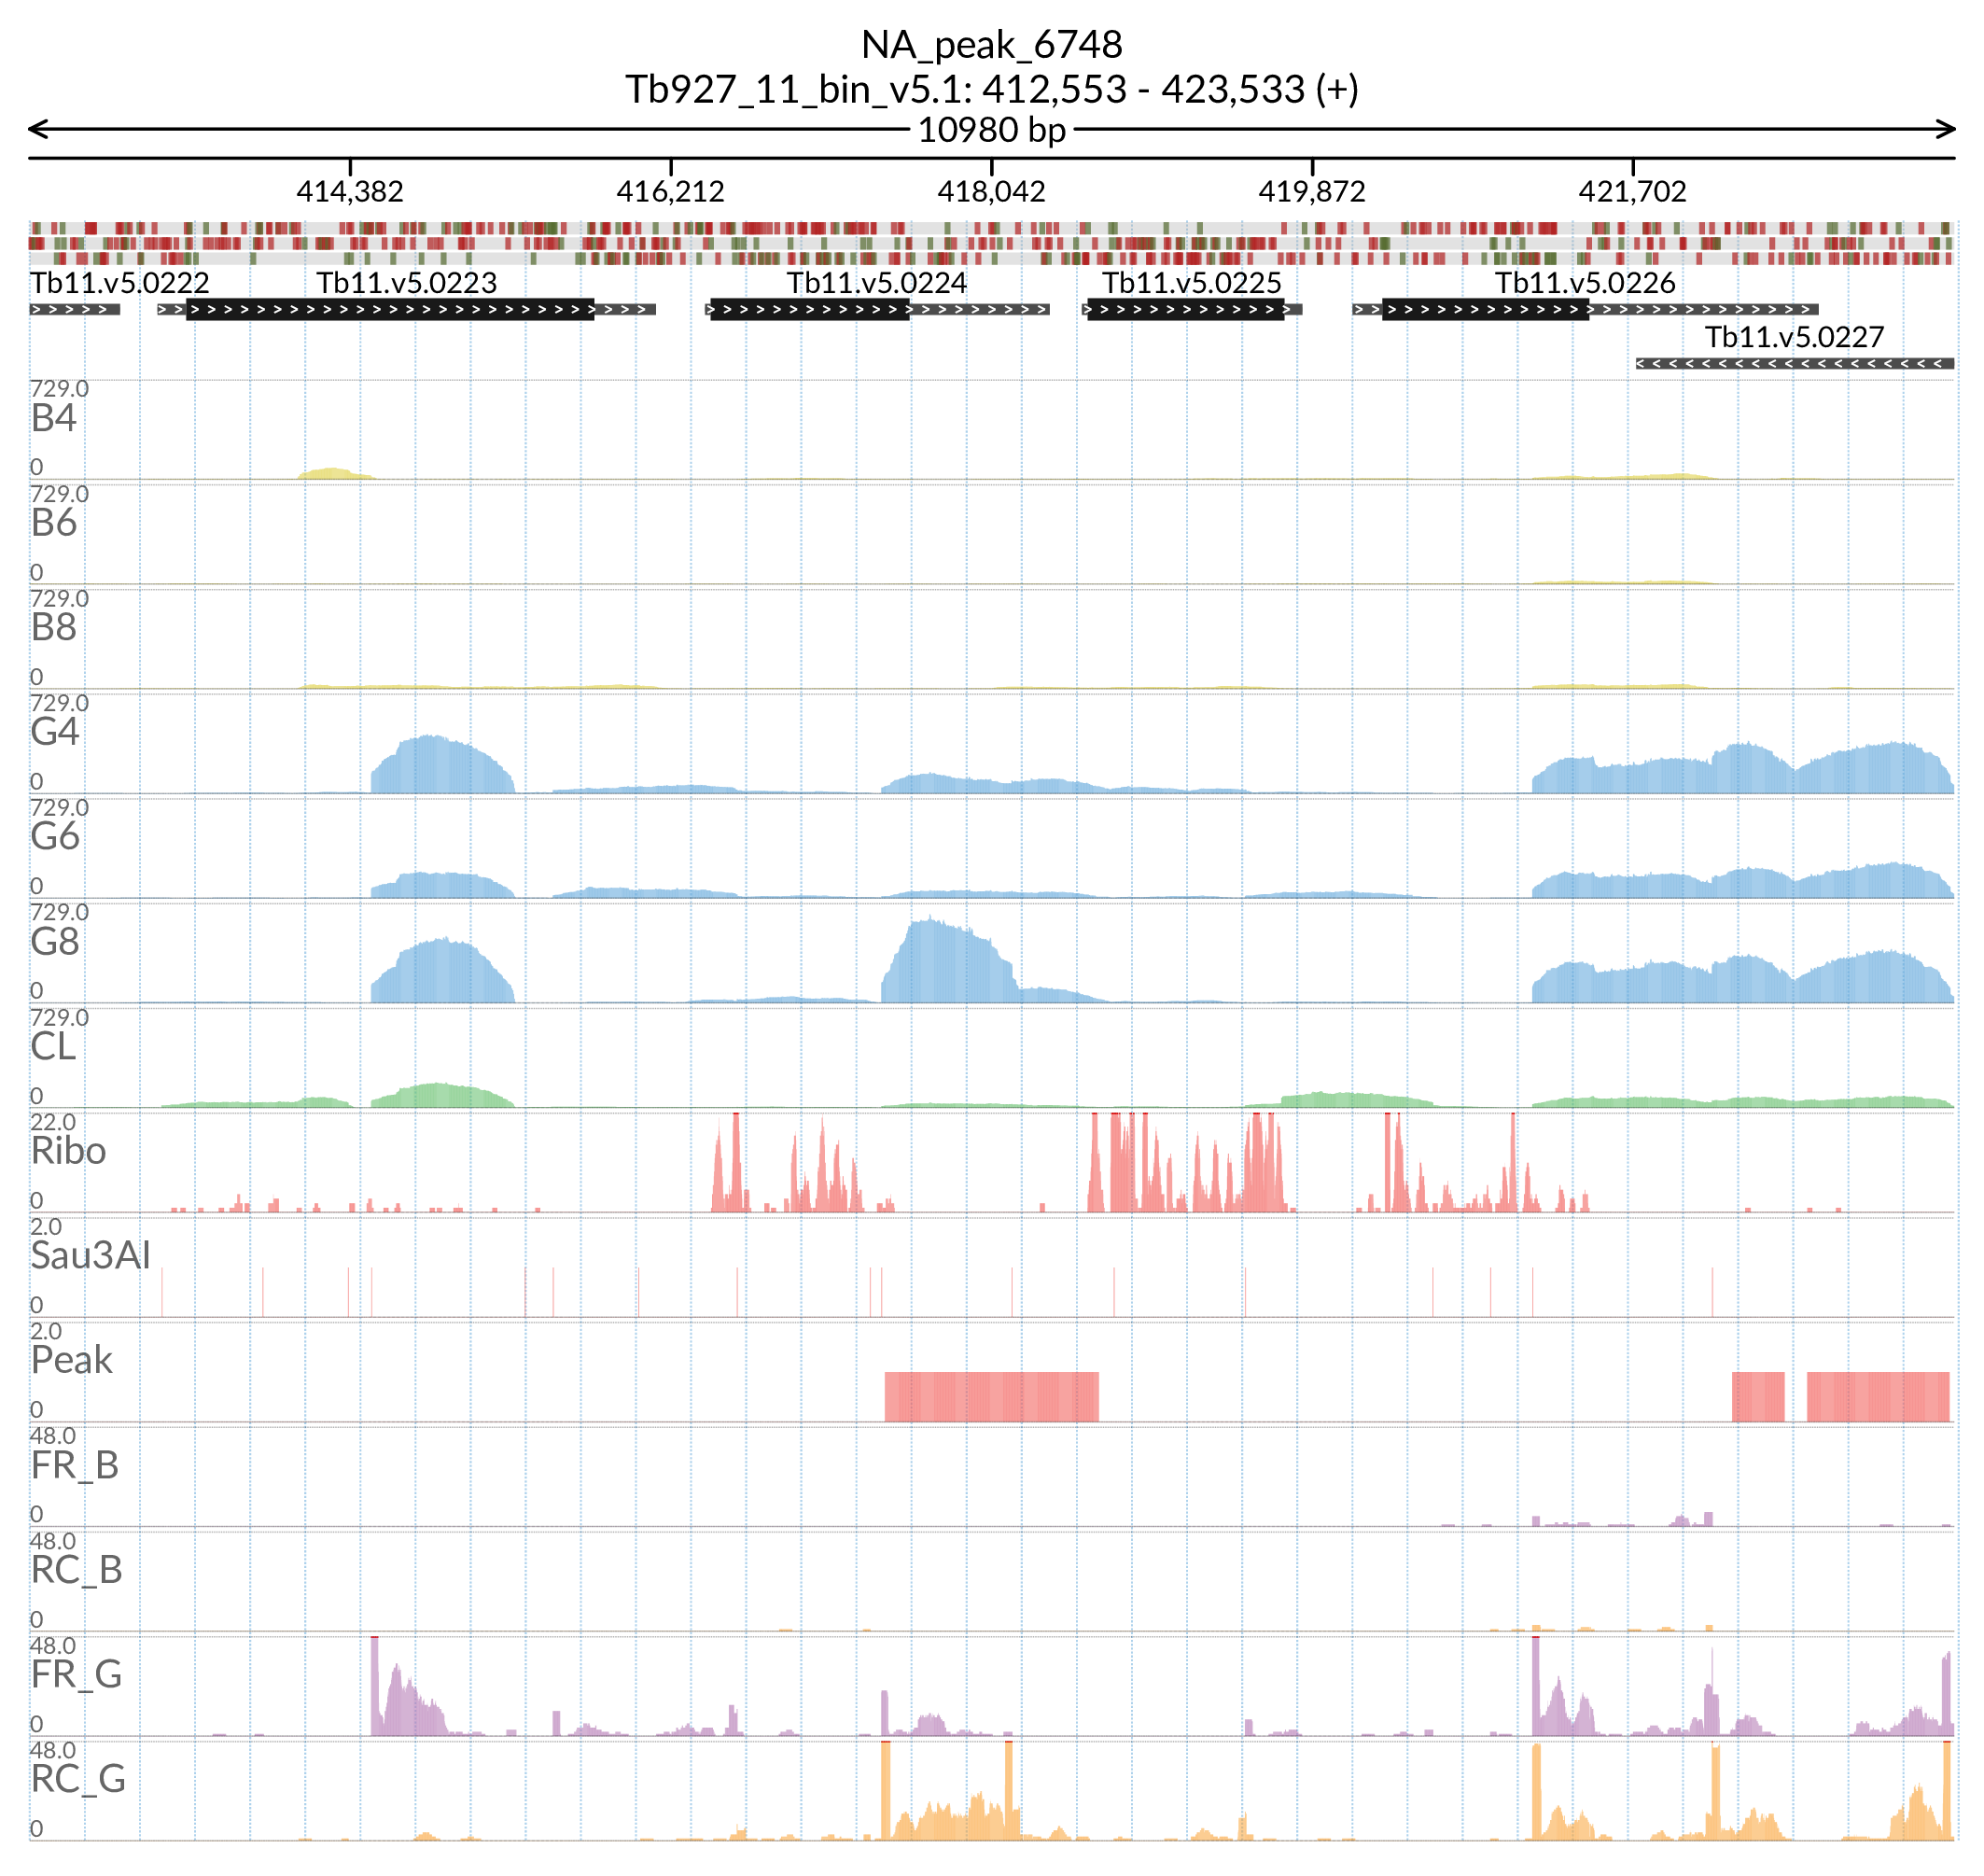 NA_peak_6748
Tb927_11_bin_v5.1: 412,553 - 423,533 (+)
10980 bp
414,382 416,212 418,042 419,872 421,702
Tb11.v5.0222 Tb11.v5.0223 Tb11.v5.0224 Tb11.v5.0225 Tb11.v5.0226
Tb11.v5.0227
729.0
B4
0
729.0
B6
0
729.0
B8
0
729.0
G4
0
729.0
G6
0
729.0
G8
0
729.0
CL
0
22.0
Ribo
0
2.0
Sau3AI
0
2.0
Peak
0
48.0
FR_B
0
48.0
RC_B
0
48.0
FR_G
0
48.0
RC_G
0